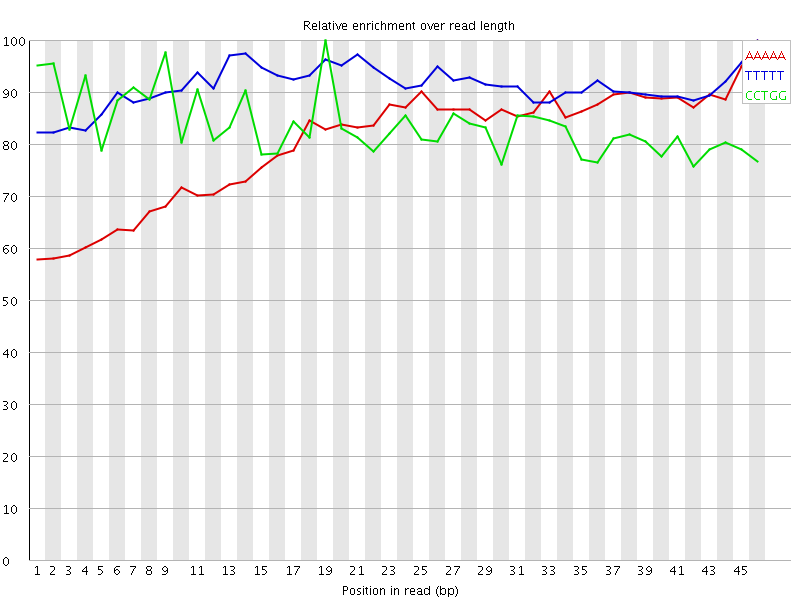 Relative enrichment over read length
100
90
80
70
60
50
40
30
20
10
0
AAAAA
TTTTT
CCTGG
1 2 3 4 5 6 7 8 9 11 13 15 17 19 21 23 25 27 29 31 33 35 37 39 41 43 45
Position in read (bp)